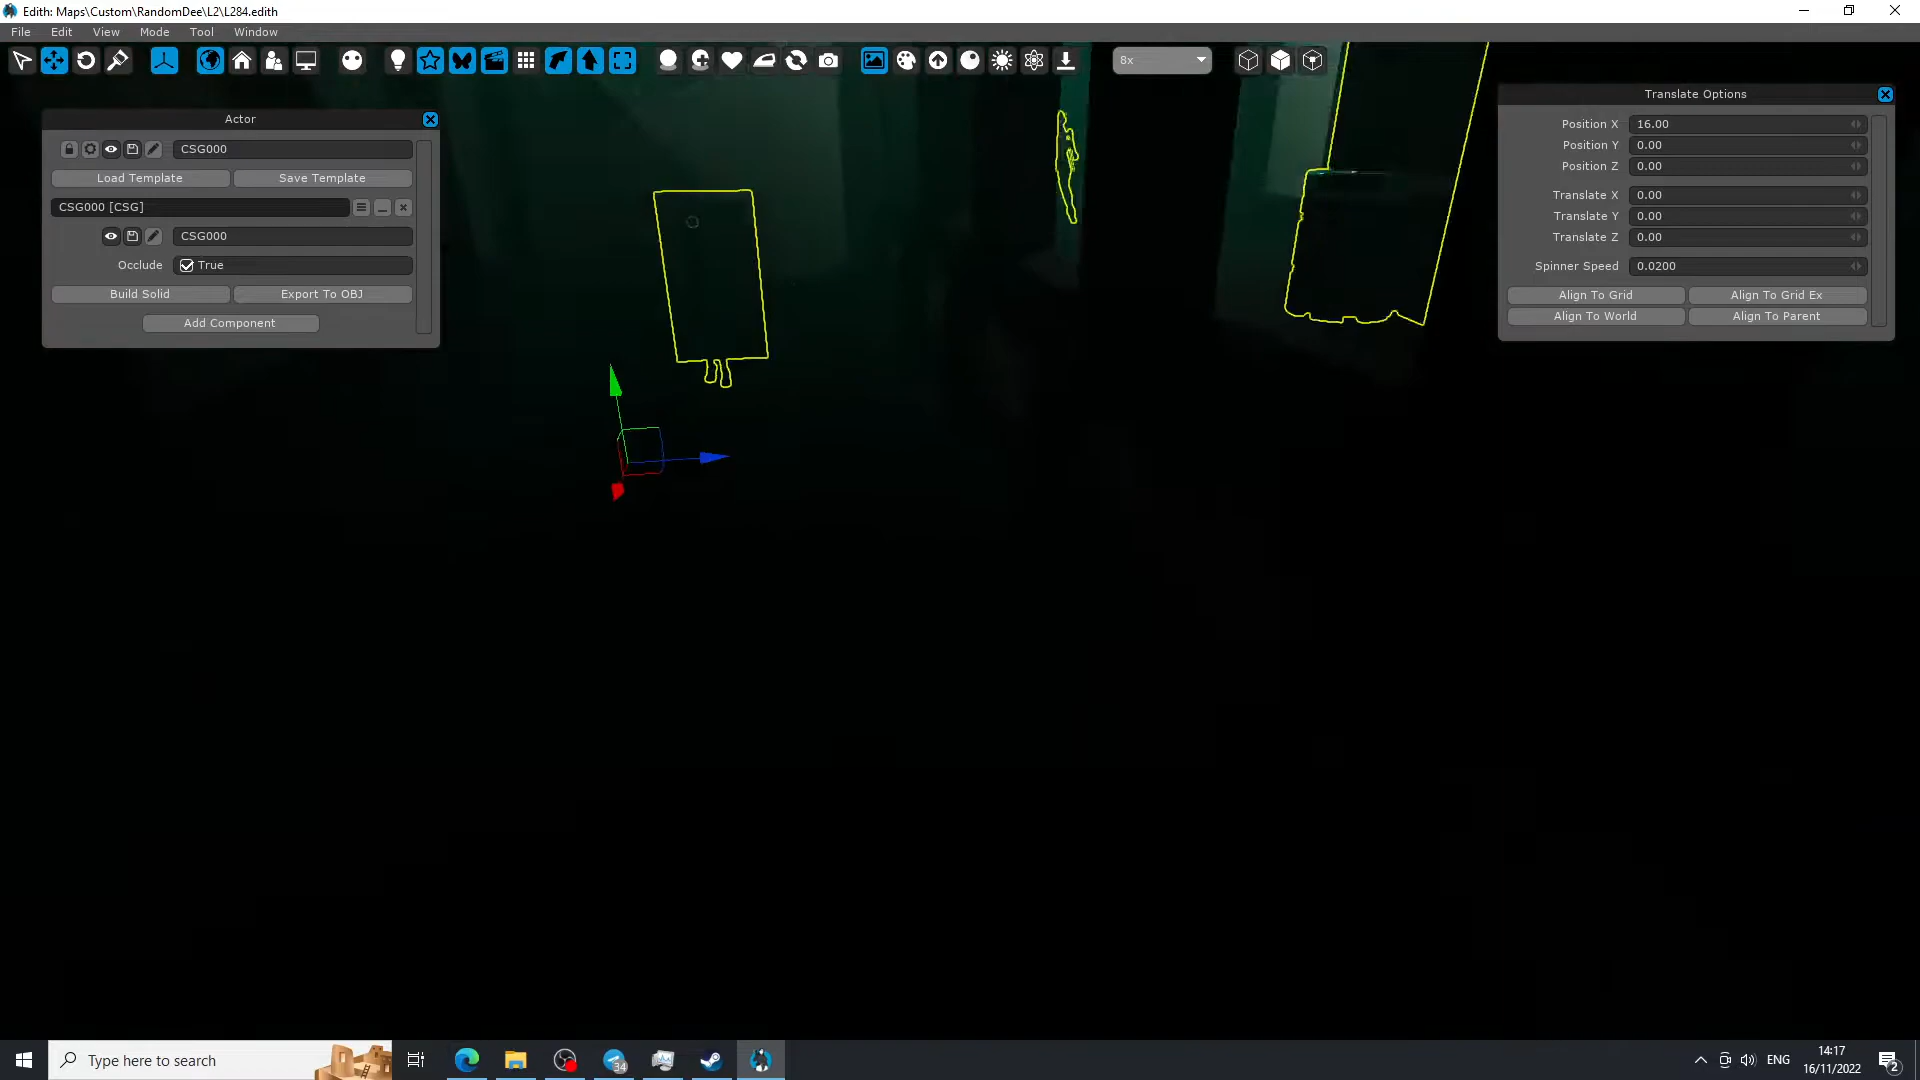 Edith: Maps\Custom\RandomDee\L2\L284.edith
File Edit View Mode Tool Window
8x
Actor
CSG000
Load Template Save Template
CSG000 [CSG]
CSG000
Occlude True
Build Solid Export To OBJ
Add Component
Translate Options
Position X 16.00
Position Y 0.00
Position Z 0.00
Translate X 0.00
Translate Y 0.00
Translate Z 0.00
Spinner Speed 0.0200
Align To Grid Align To Grid Ex
Align To World Align To Parent
Type here to search
34
ENG
14:17
16/11/2022
2